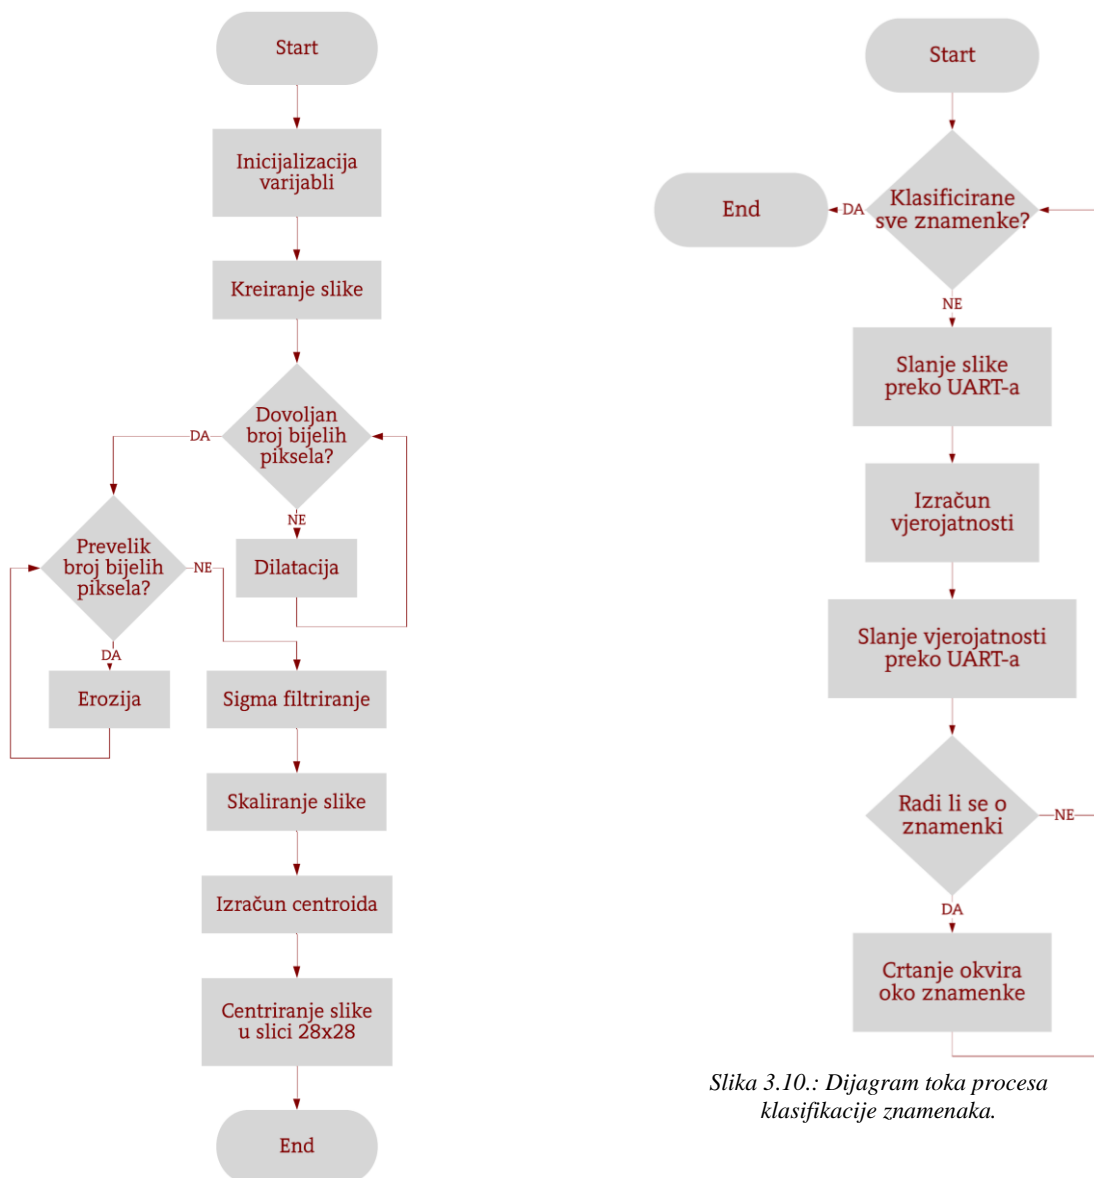 Start
Inicijalizacija
varijabli
Kreiranje slike
Dovoljan
broj bijelih
piksela?
DA
NE
Dilatacija
Prevelik
broj bijelih
piksela?
NE
DA
Erozija
Sigma filtriranje
Skaliranje slike
Izračun centroida
Centriranje slike
u slici 28x28
End
Start
Klasificirane
sve znamenke?
DA
End
NE
Slanje slike
preko UART-a
Izračun
vjerojatnosti
Slanje vjerojatnosti
preko UART-a
Radi li se o
znamenki
NE
DA
Crtanje okvira
oko znamenke
Slika 3.10.: Dijagram toka procesa
klasifikacije znamenaka.